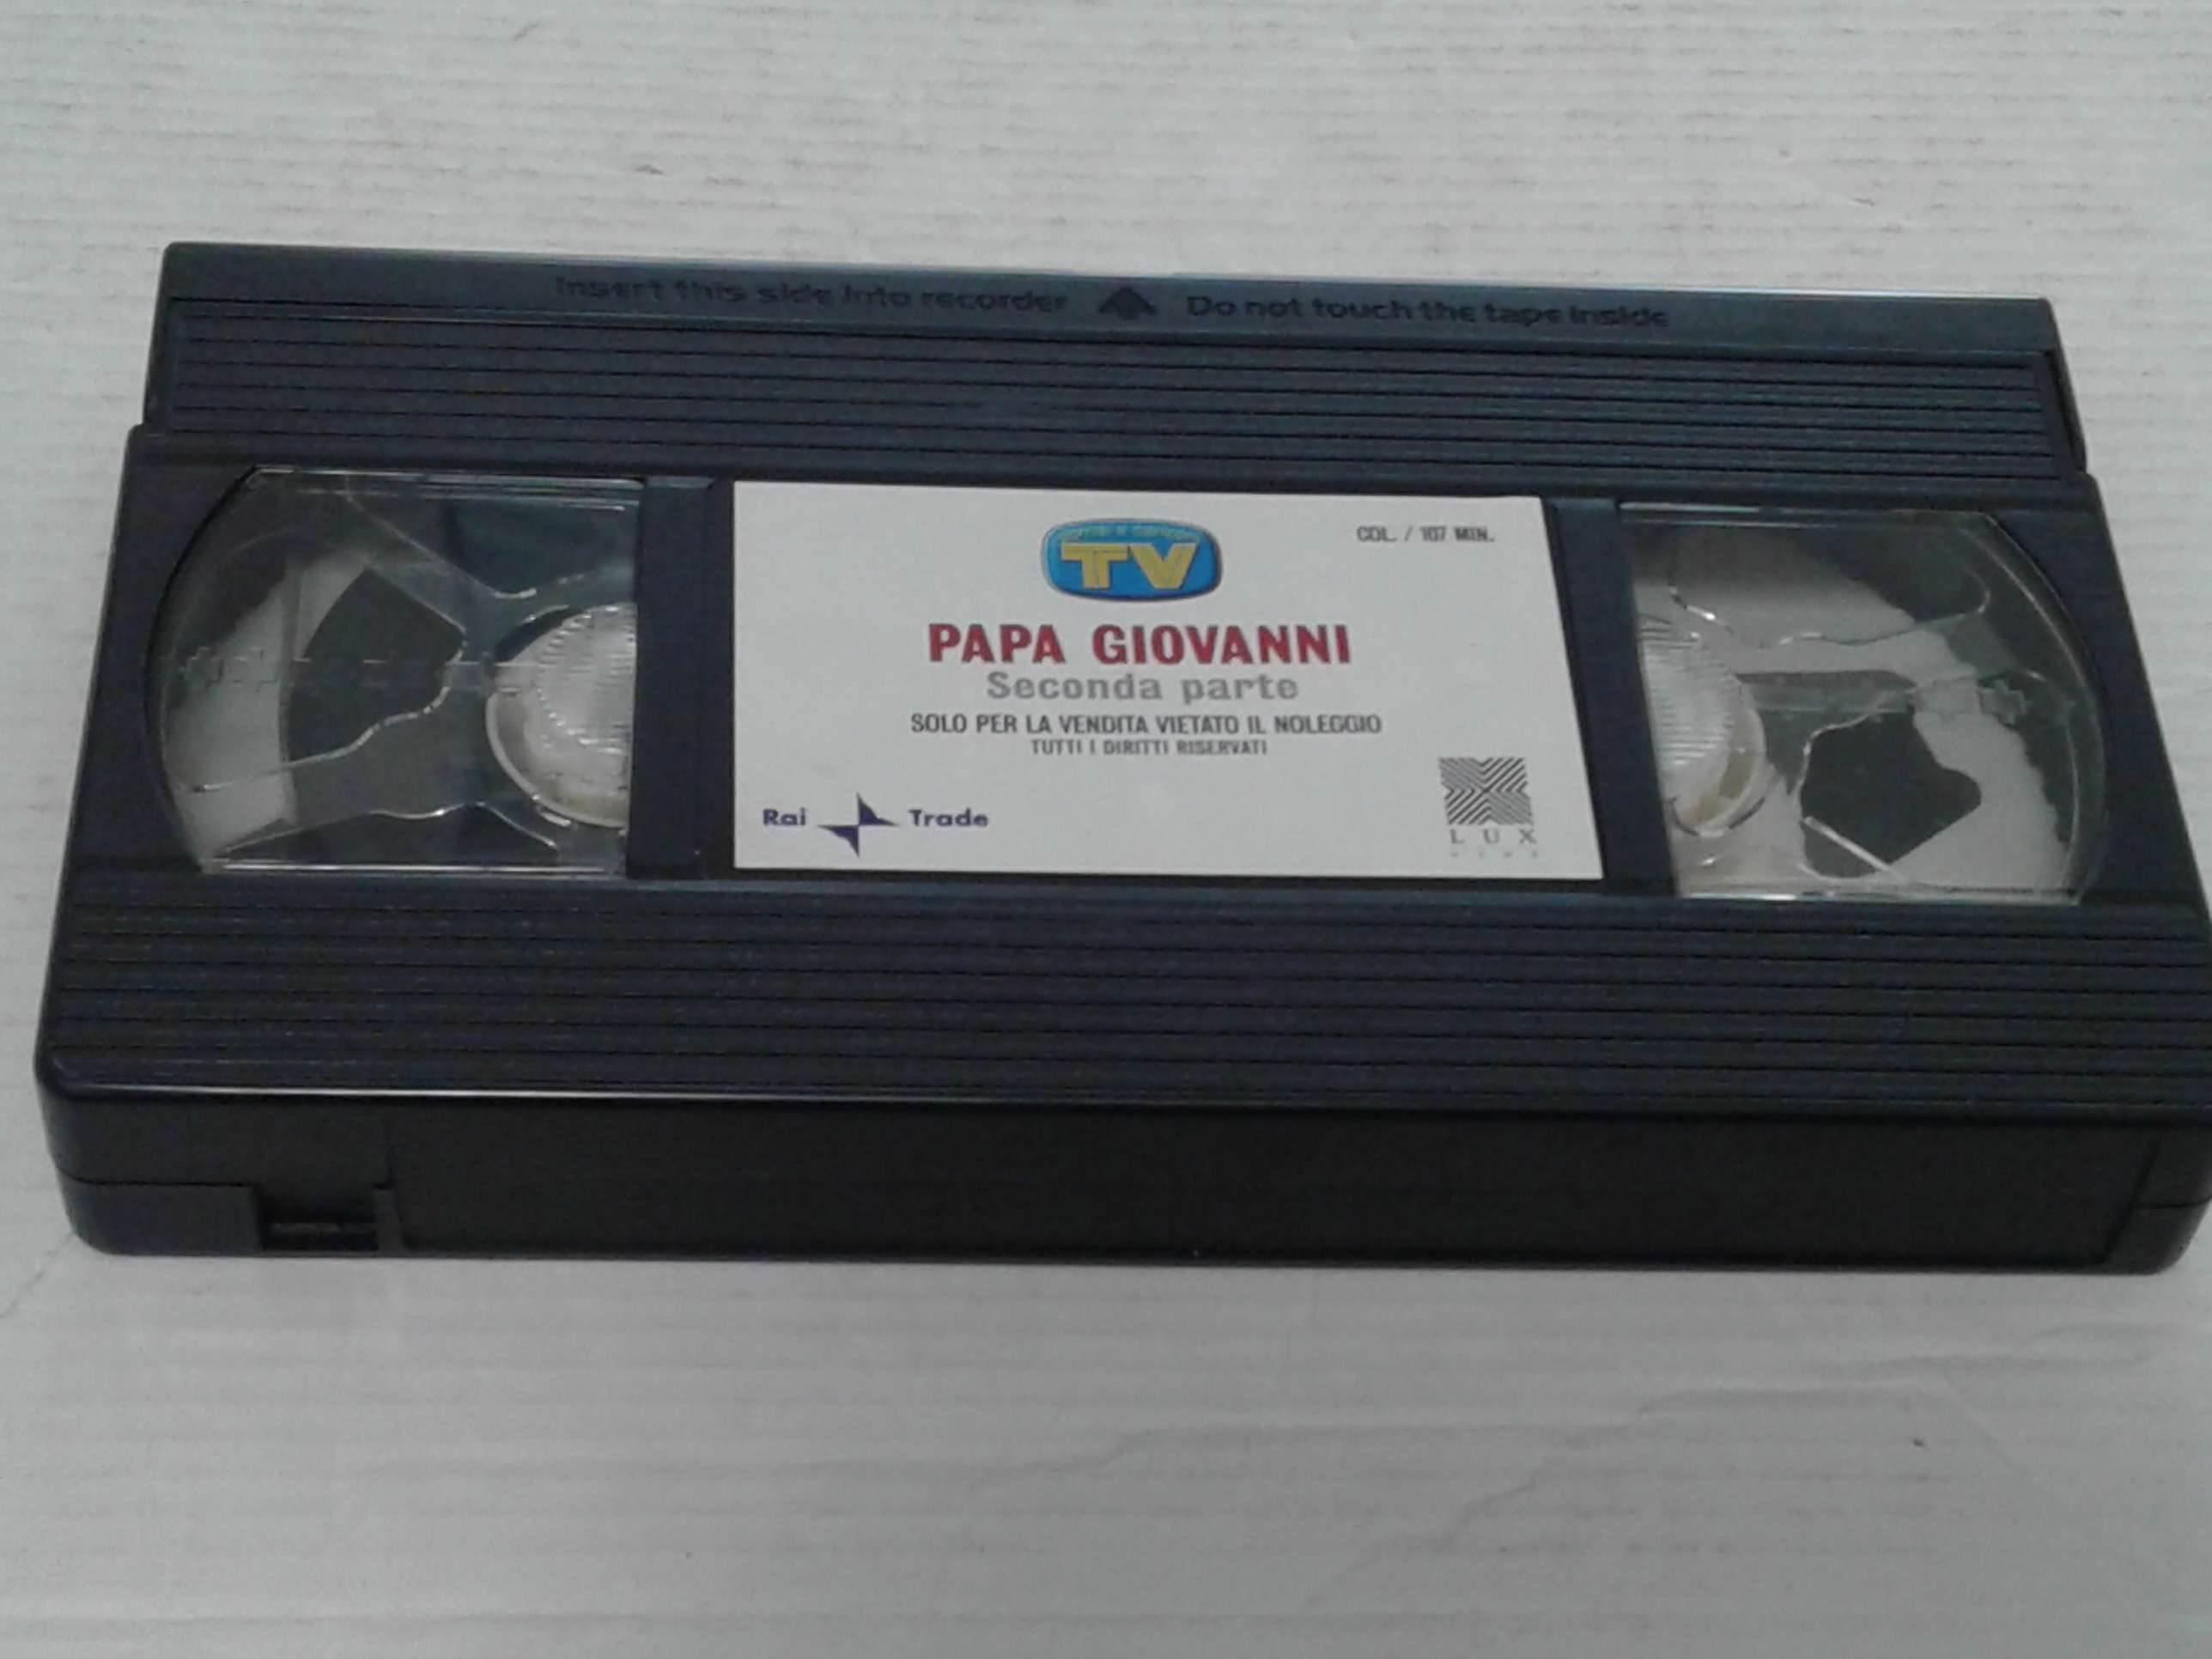 Insert this side into recorder Do not touch the tape inside
TV
COL. / 107 MIN.
PAPA GIOVANNI
Seconda parte
SOLO PER LA VENDITA VIETATO IL NOLEGGIO
TUTTI I DIRITTI RISERVATI
Rai Trade
LUX